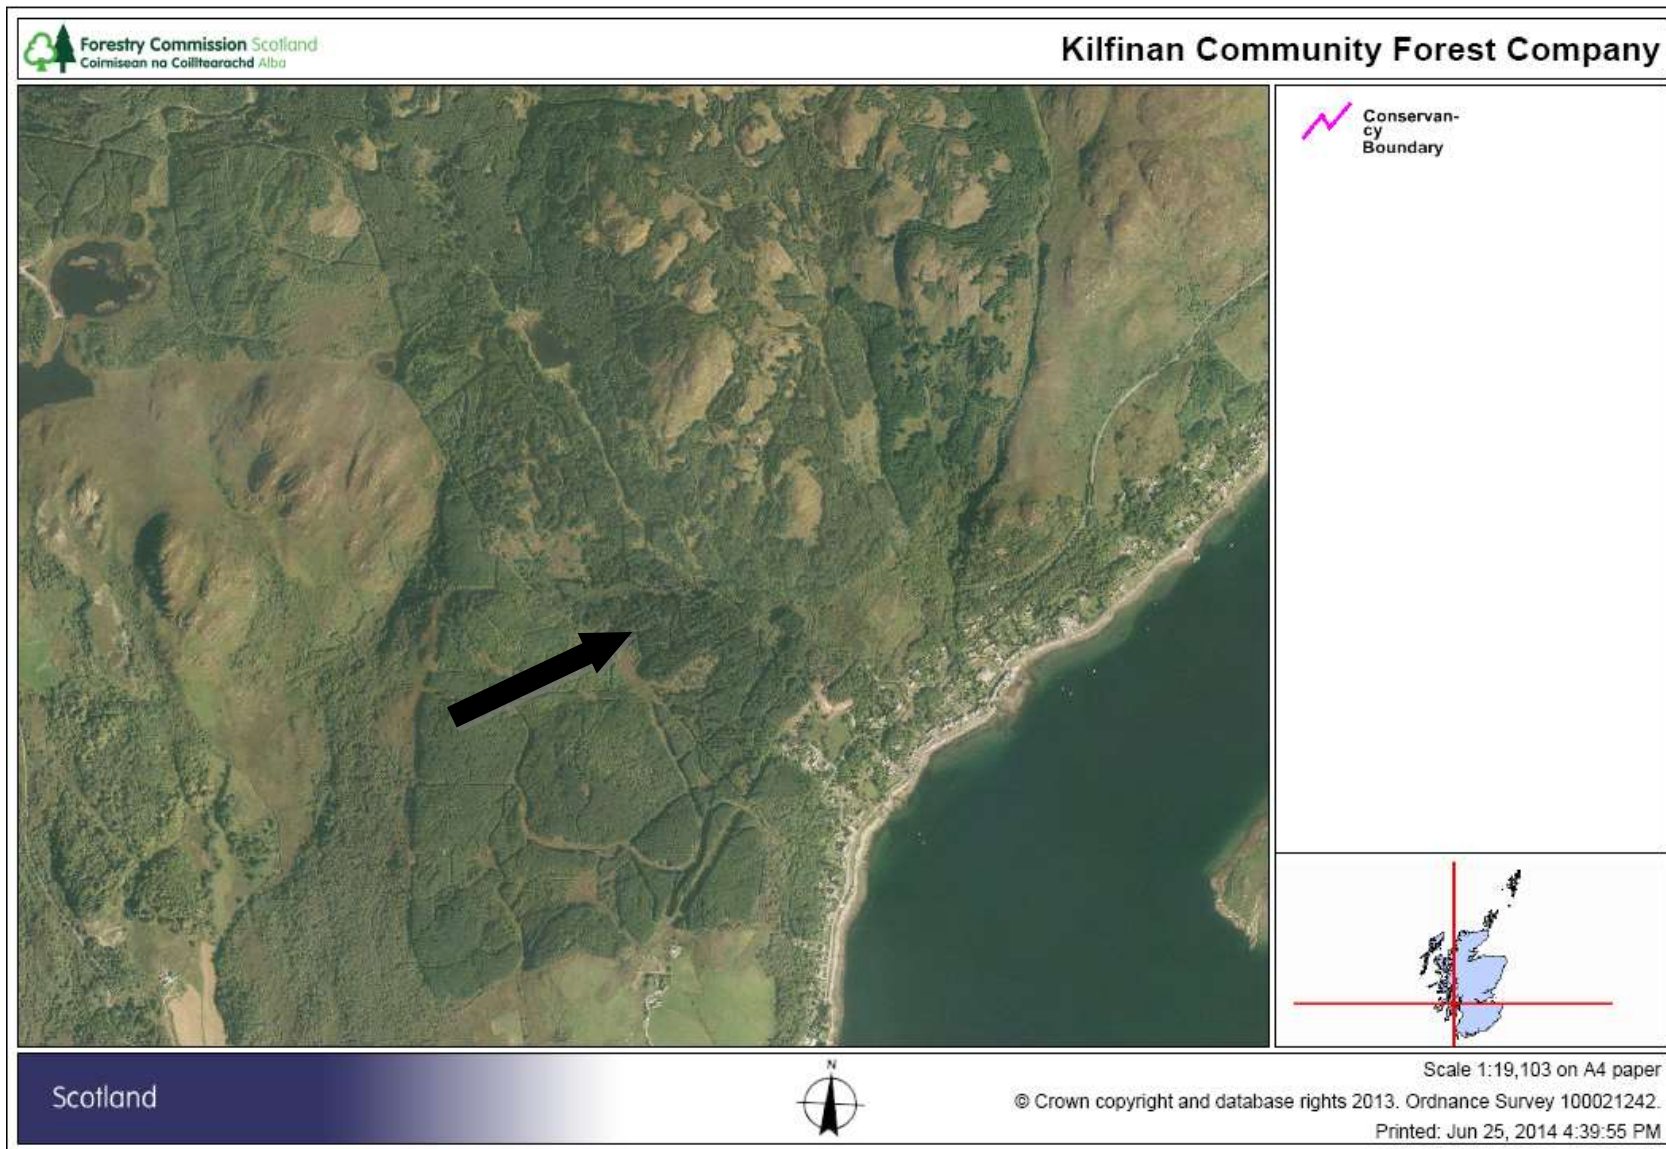 Forestry Commission Scotland
Coimisean na Coilltearachd Alba
Kilfinan Community Forest Company
Conservan-
cy
Boundary
N
Scotland
Scale 1:19,103 on A4 paper
© Crown copyright and database rights 2013. Ordnance Survey 100021242.
Printed: Jun 25, 2014 4:39:55 PM